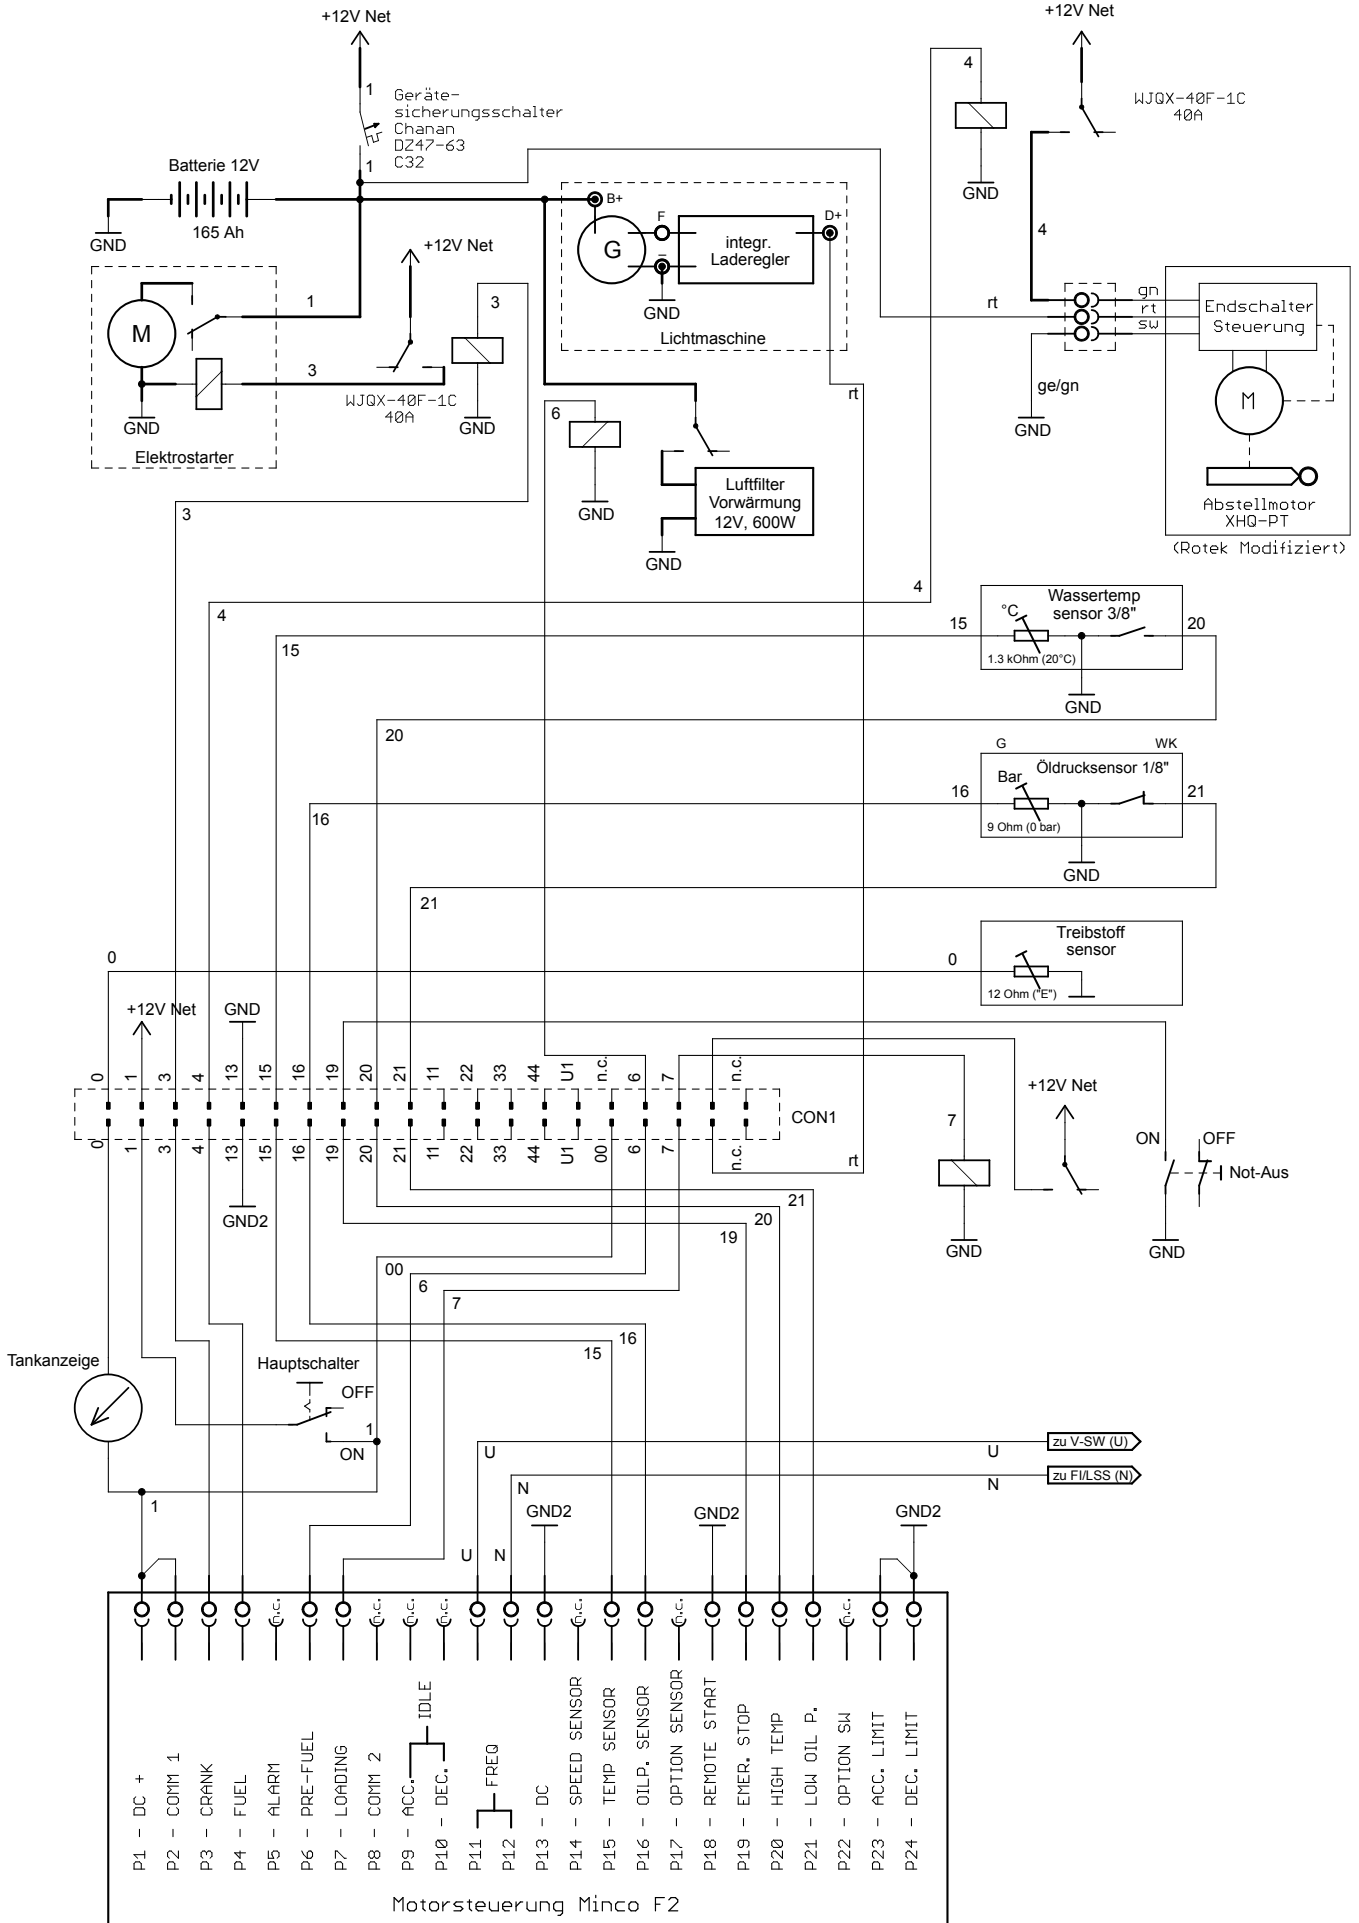 +12V Net
+12V Net
1
4
Geräte-
sicherungsschalter
Chanan
DZ47-63
C32
WJQX-40F-1C
40A
1
Batterie 12V
165 Ah
GND
GND
B+
F
D+
G
–
integr.
Laderegler
GND
Lichtmaschine
4
+12V Net
1
3
M
3
WJQX-40F-1C
40A
GND
GND
Elektrostarter
rt
gn
rt
sw
Endschalter
Steuerung
ge/gn
GND
M
Abstellmotor
XHQ-PT
(Rotek Modifiziert)
rt
6
GND
Luftfilter
Vorwärmung
12V, 600W
GND
3
4
4
15
15
Wassertemp
sensor 3/8"
°C
1.3 kOhm (20°C)
20
GND
20
G
WK
Öldrucksensor 1/8"
Bar
9 Ohm (0 bar)
16
16
21
GND
21
Treibstoff
sensor
12 Ohm ("E")
0
0
+12V Net
GND
0
1
3
4
13
15
16
19
20
21
11
22
33
44
U1
n.c.
6
7
n.c.
CON1
0
1
3
4
13
15
16
19
20
21
11
22
33
44
U1
00
6
7
n.c.
rt
7
GND
+12V Net
ON
OFF
Not-Aus
GND
GND2
21
20
19
00
6
7
16
15
Tankanzeige
Hauptschalter
OFF
ON
1
1
U
U
zu V-SW (U)
N
N
zu FI/LSS (N)
U
N
GND2
GND2
GND2
n.c.
n.c.
n.c.
n.c.
n.c.
n.c.
n.c.
P1 - DC +
P2 - COMM 1
P3 - CRANK
P4 - FUEL
P5 - ALARM
P6 - PRE-FUEL
P7 - LOADING
P8 - COMM 2
P9 - ACC.
P10 - DEC.
IDLE
P11
P12
FREQ
P13 - DC
P14 - SPEED SENSOR
P15 - TEMP SENSOR
P16 - OILP. SENSOR
P17 - OPTION SENSOR
P18 - REMOTE START
P19 - EMER. STOP
P20 - HIGH TEMP
P21 - LOW OIL P.
P22 - OPTION SW
P23 - ACC. LIMIT
P24 - DEC. LIMIT
Motorsteuerung Minco F2